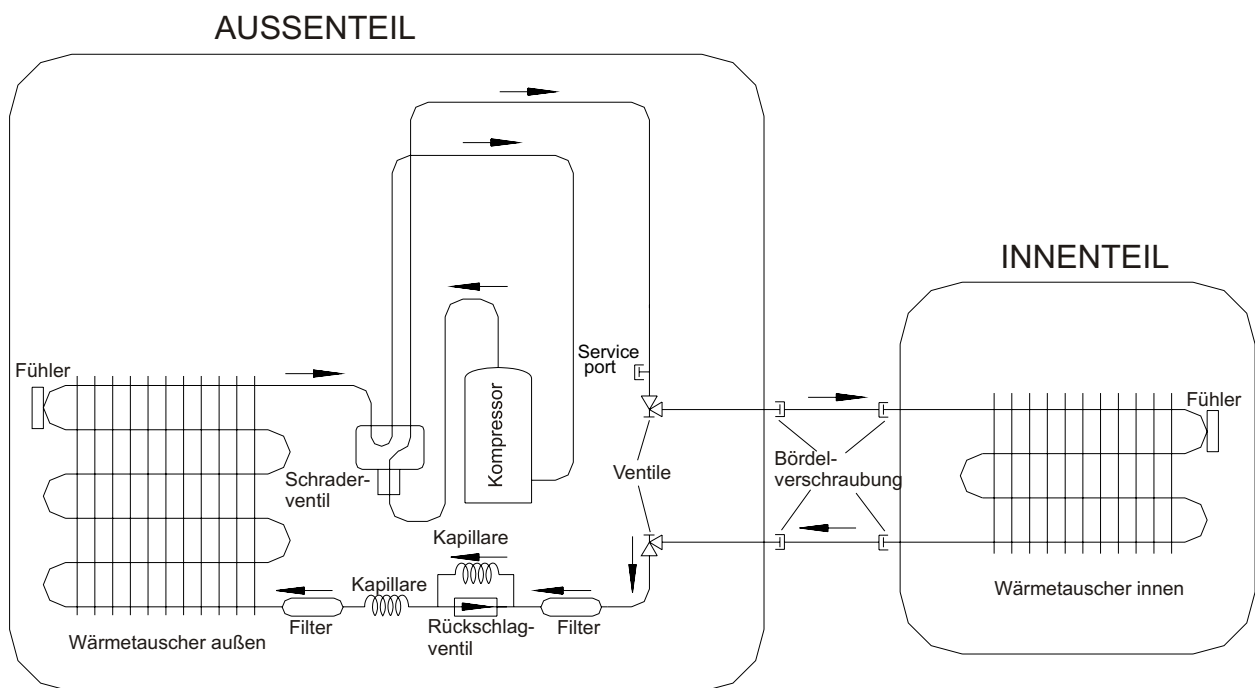 AUSSENTEIL
INNENTEIL
Service
port
Fühler
Fühler
Kompressor
Schrader-
ventil
Ventile
Bördel-
verschraubung
Kapillare
Kapillare
Wärmetauscher innen
Filter
Rückschlag-
ventil
Filter
Wärmetauscher außen